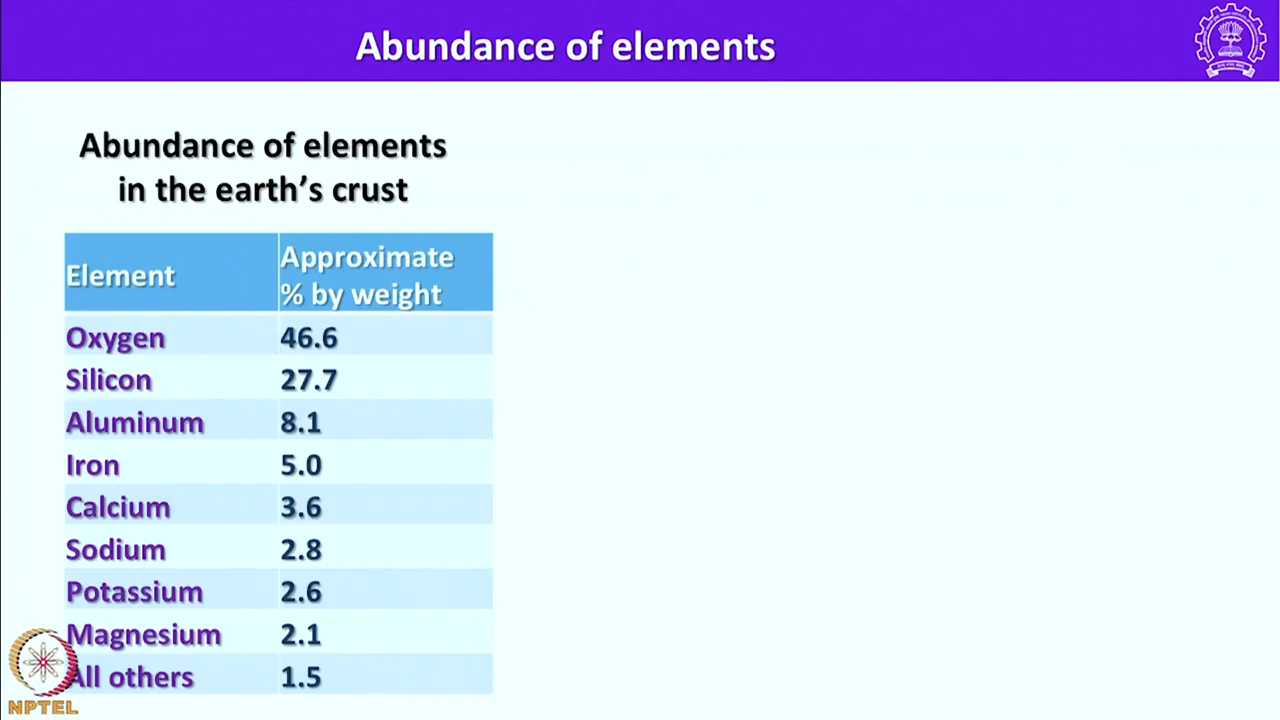 Abundance of elements
Abundance of elements
in the earth's crust
Element
Approximate
% by weight
Oxygen 46.6
Silicon 27.7
Aluminum 8.1
Iron 5.0
Calcium 3.6
Sodium 2.8
Potassium 2.6
Magnesium 2.1
All others 1.5
NPTEL